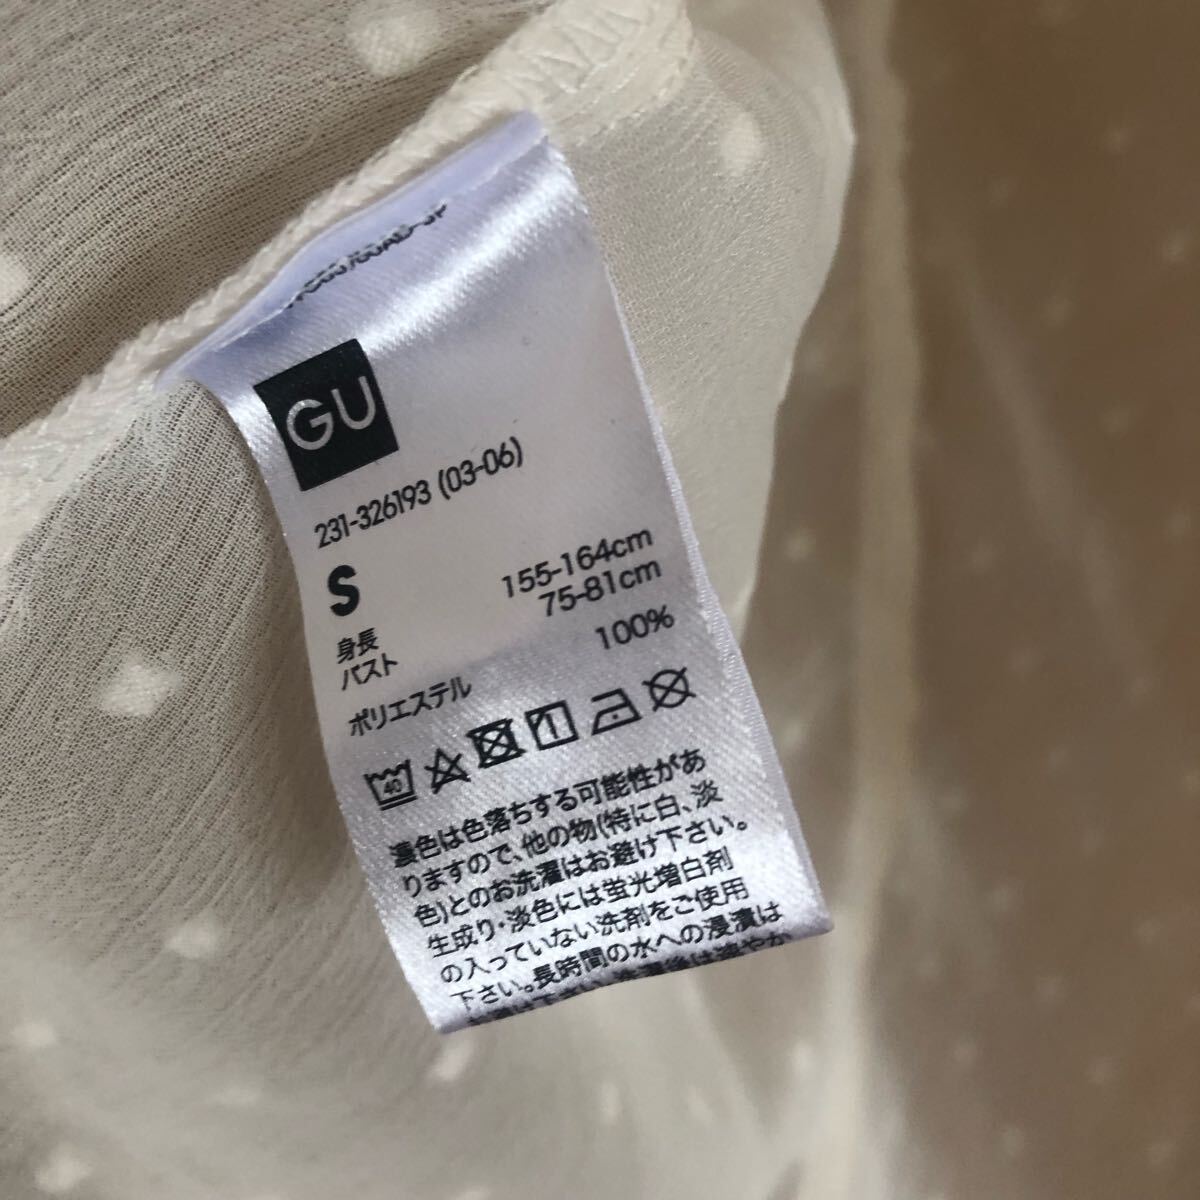 GU
231-326193 (03-06)
S
身長 155-164cm
バスト 75-81cm
ポリエステル 100%
40
濃色は色落ちする可能性があ
りますので、他の物(特に白、淡
色)とのお洗濯はお避け下さい。
生成り・淡色には蛍光増白剤
の入っていない洗剤をご使用
下さい。長時間の水への浸漬は